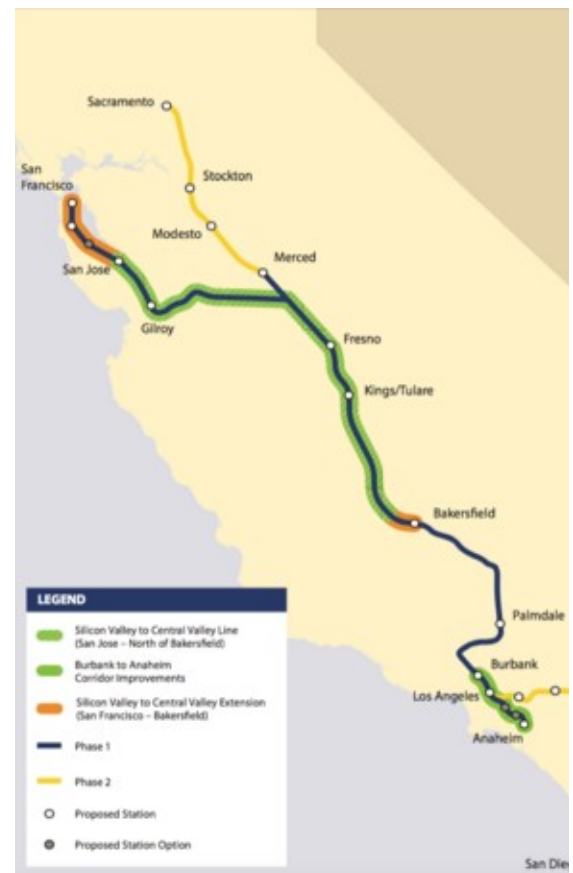 Sacramento
San
Francisco
Stockton
Modesto
Merced
San Jose
Gilroy
Fresno
Kings/Tulare
Bakersfield
Palmdale
Burbank
Los Angeles
Anaheim
San Die
LEGEND
Silicon Valley to Central Valley Line
(San Jose – North of Bakersfield)
Burbank to Anaheim
Corridor Improvements
Silicon Valley to Central Valley Extension
(San Francisco – Bakersfield)
Phase 1
Phase 2
Proposed Station
Proposed Station Option